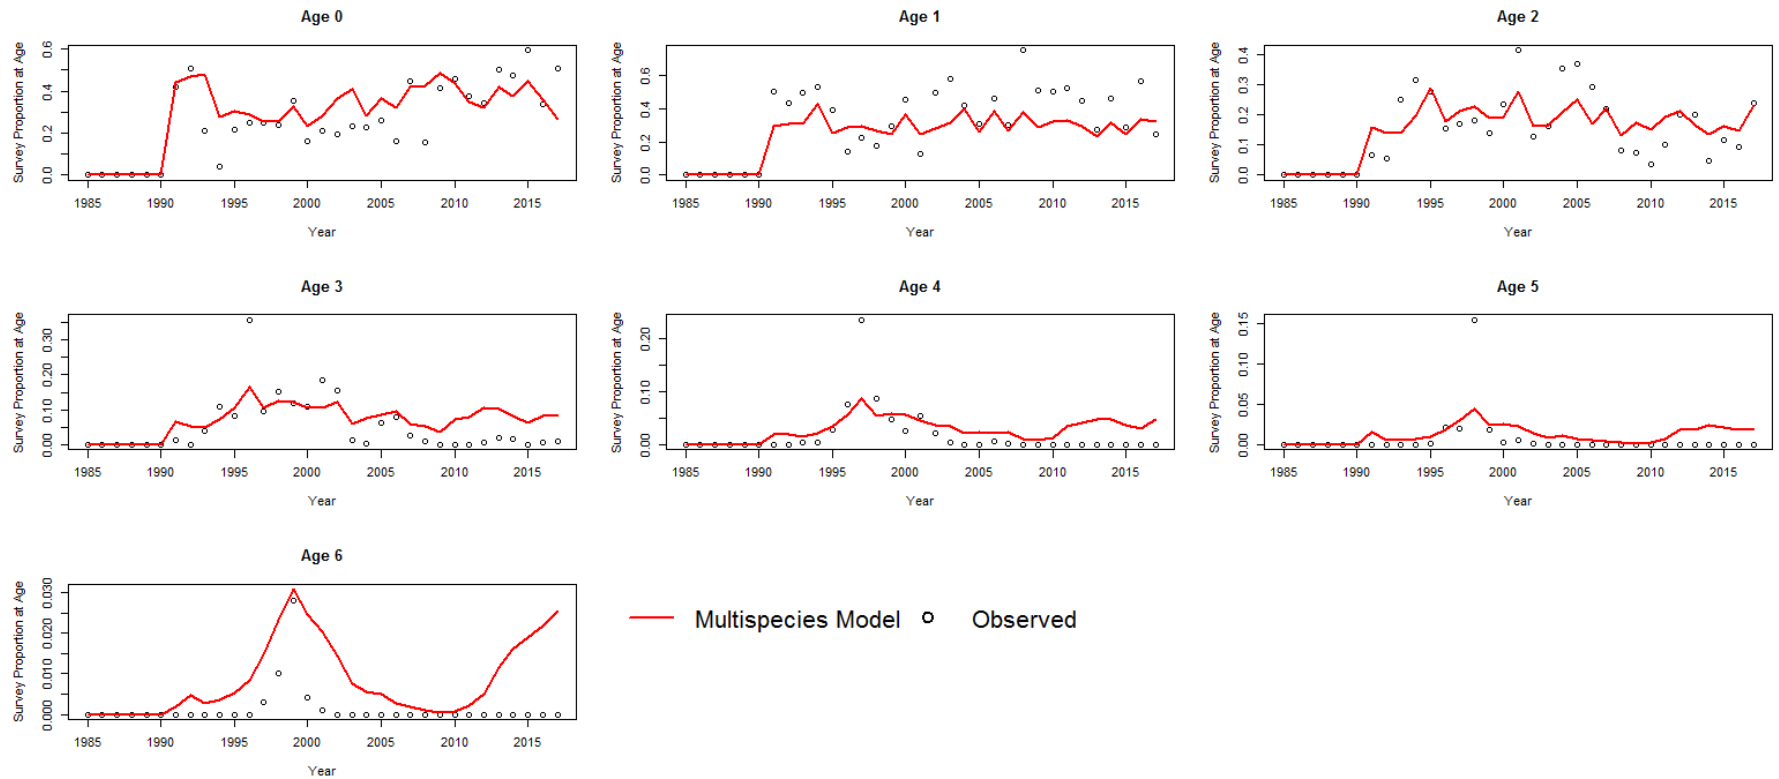 Age 0
Survey Proportion at Age
0.0 0.2 0.4 0.6
1985 1990 1995 2000 2005 2010 2015
Year
Age 1
Survey Proportion at Age
0.0 0.2 0.4 0.6
1985 1990 1995 2000 2005 2010 2015
Year
Age 2
Survey Proportion at Age
0.0 0.1 0.2 0.3 0.4
1985 1990 1995 2000 2005 2010 2015
Year
Age 3
Survey Proportion at Age
0.00 0.10 0.20 0.30
1985 1990 1995 2000 2005 2010 2015
Year
Age 4
Survey Proportion at Age
0.00 0.10 0.20
1985 1990 1995 2000 2005 2010 2015
Year
Age 5
Survey Proportion at Age
0.00 0.05 0.10 0.15
1985 1990 1995 2000 2005 2010 2015
Year
Age 6
Survey Proportion at Age
0.000 0.010 0.020 0.030
1985 1990 1995 2000 2005 2010 2015
Year
Multispecies Model Observed